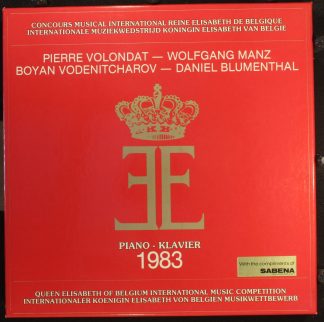 CONCOURS MUSICAL INTERNATIONAL REINE ELISABETH DE BELGIQUE
INTERNATIONALE MUZIEKWEDSTRIJD KONINGIN ELISABETH VAN BELGIE
PIERRE VOLONDAT — WOLFGANG MANZ
BOYAN VODENITCHAROV — DANIEL BLUMENTHAL
E
PIANO - KLAVIER
1983
With the compliments of
SABENA
QUEEN ELISABETH OF BELGIUM INTERNATIONAL MUSIC COMPETITION
INTERNATIONALER KOENIGIN ELISABETH VON BELGIEN MUSIKWETTBEWERB